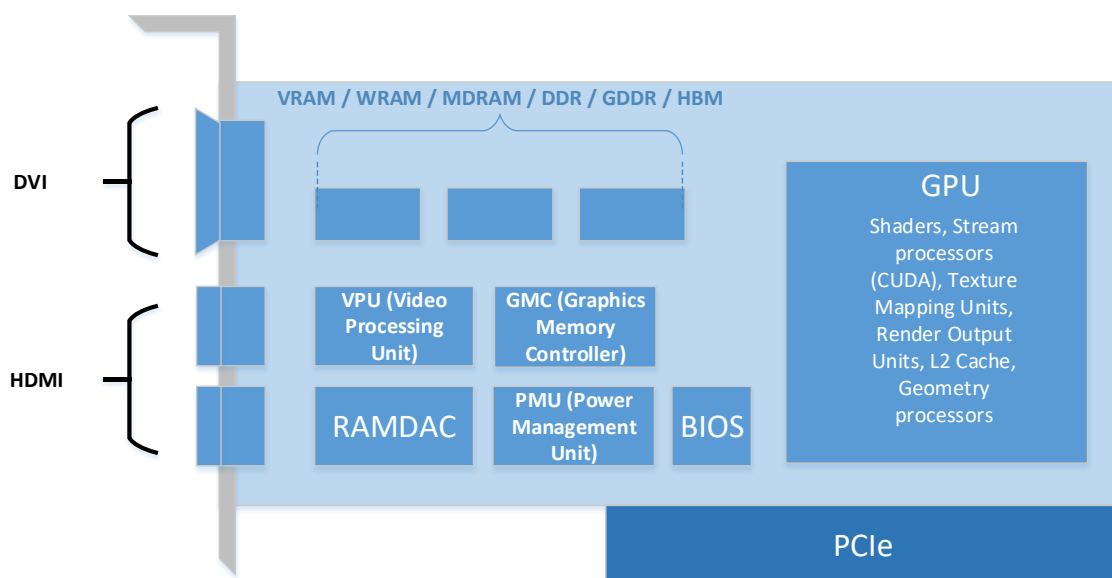 VRAM / WRAM / MDRAM / DDR / GDDR / HBM
DVI
GPU
Shaders, Stream
processors
(CUDA), Texture
Mapping Units,
Render Output
Units, L2 Cache,
Geometry
processors
VPU (Video
Processing
Unit)
GMC (Graphics
Memory
Controller)
HDMI
RAMDAC
PMU (Power
Management
Unit)
BIOS
PCIe